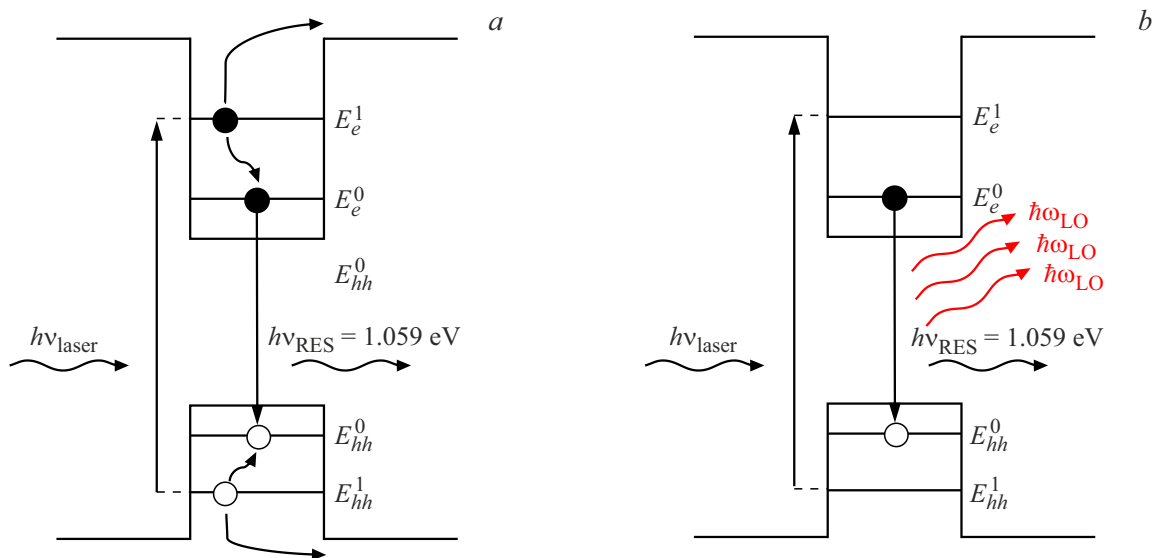 a
E_e^1
E_e^0
E_hh^0
hν_laser
hν_RES = 1.059 eV
E_hh^0
E_hh^1
b
E_e^1
E_e^0
ħω_LO
ħω_LO
ħω_LO
hν_laser
hν_RES = 1.059 eV
E_hh^0
E_hh^1